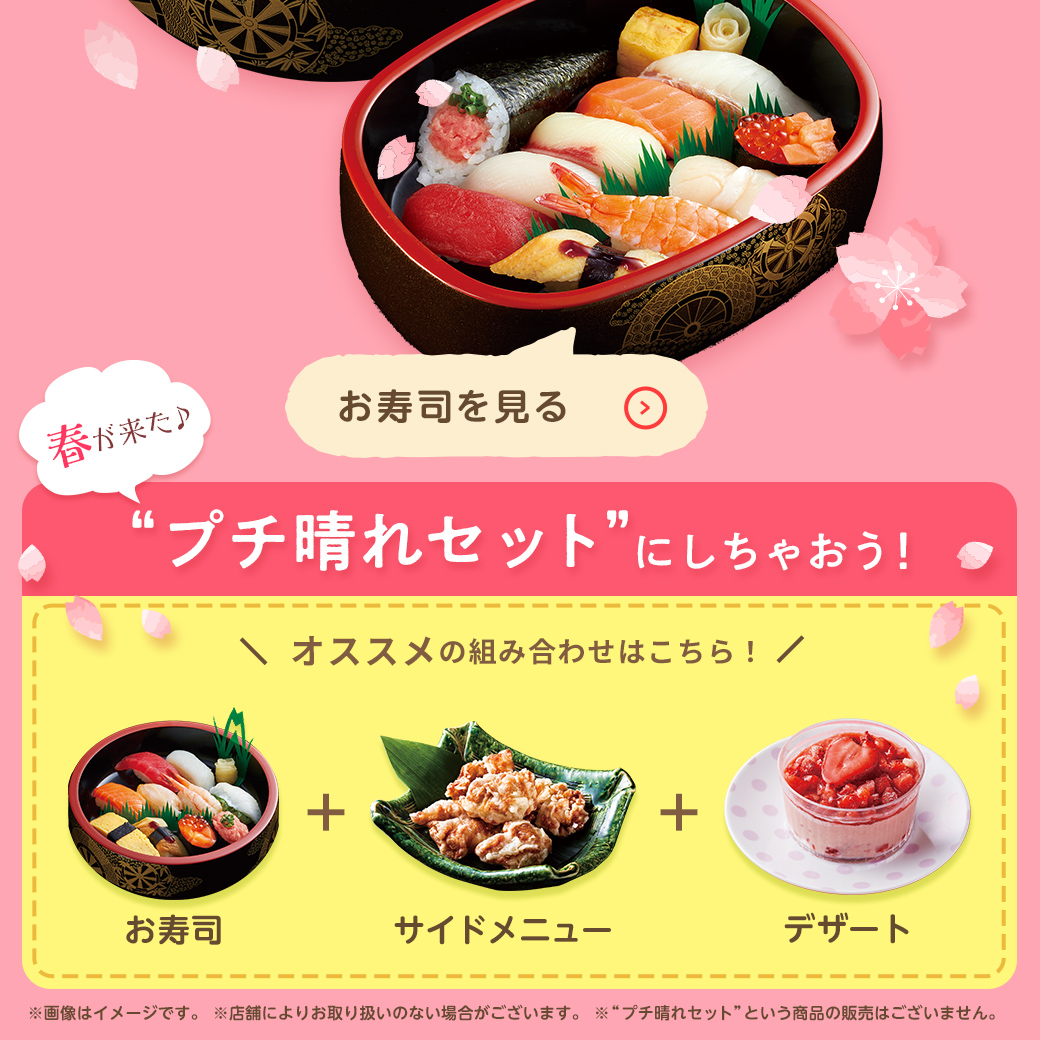 お寿司を見る
春が来た♪
“プチ晴れセット”にしちゃおう！
オススメの組み合わせはこちら！
お寿司
サイドメニュー
デザート
※画像はイメージです。 ※店舗によりお取り扱いのない場合がございます。 ※“プチ晴れセット”という商品の販売はございません。